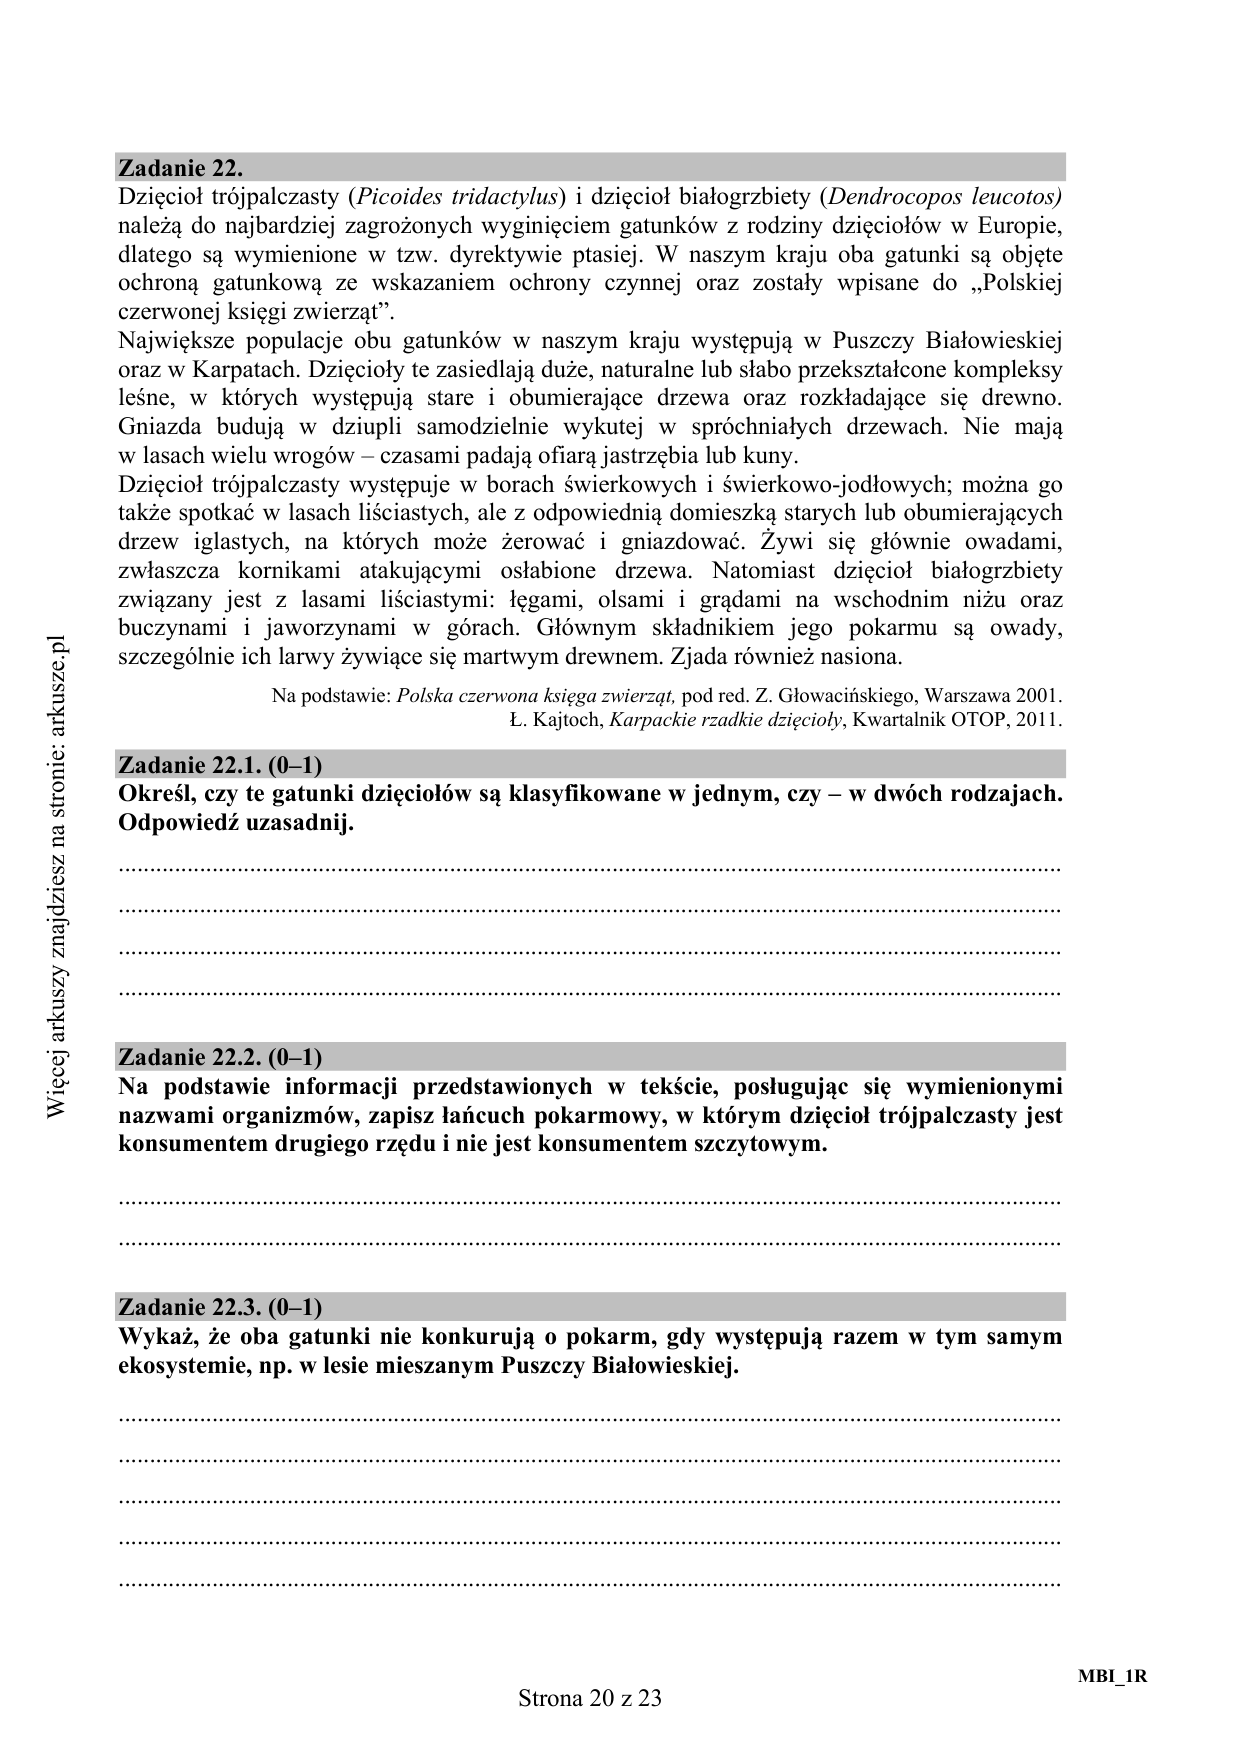 Zadanie 22.
Dzięcioł trójpalczasty (Picoides tridactylus) i dzięcioł białogrzbiety (Dendrocopos leucotos)
należą do najbardziej zagrożonych wyginięciem gatunków z rodziny dzięciołów w Europie,
dlatego są wymienione w tzw. dyrektywie ptasiej. W naszym kraju oba gatunki są objęte
ochroną gatunkową ze wskazaniem ochrony czynnej oraz zostały wpisane do „Polskiej
czerwonej księgi zwierząt”.
Największe populacje obu gatunków w naszym kraju występują w Puszczy Białowieskiej
oraz w Karpatach. Dzięcioły te zasiedlają duże, naturalne lub słabo przekształcone kompleksy
leśne, w których występują stare i obumierające drzewa oraz rozkładające się drewno.
Gniazda budują w dziupli samodzielnie wykutej w spróchniałych drzewach. Nie mają
w lasach wielu wrogów – czasami padają ofiarą jastrzębia lub kuny.
Dzięcioł trójpalczasty występuje w borach świerkowych i świerkowo-jodłowych; można go
także spotkać w lasach liściastych, ale z odpowiednią domieszką starych lub obumierających
drzew iglastych, na których może żerować i gniazdować. Żywi się głównie owadami,
zwłaszcza kornikami atakującymi osłabione drzewa. Natomiast dzięcioł białogrzbiety
związany jest z lasami liściastymi: łęgami, olsami i grądami na wschodnim niżu oraz
buczynami i jaworzynami w górach. Głównym składnikiem jego pokarmu są owady,
szczególnie ich larwy żywiące się martwym drewnem. Zjada również nasiona.
Na podstawie: Polska czerwona księga zwierząt, pod red. Z. Głowacińskiego, Warszawa 2001.
Ł. Kajtoch, Karpackie rzadkie dzięcioły, Kwartalnik OTOP, 2011.
Zadanie 22.1. (0–1)
Określ, czy te gatunki dzięciołów są klasyfikowane w jednym, czy – w dwóch rodzajach.
Odpowiedź uzasadnij.
Zadanie 22.2. (0–1)
Na podstawie informacji przedstawionych w tekście, posługując się wymienionymi
nazwami organizmów, zapisz łańcuch pokarmowy, w którym dzięcioł trójpalczasty jest
konsumentem drugiego rzędu i nie jest konsumentem szczytowym.
Zadanie 22.3. (0–1)
Wykaż, że oba gatunki nie konkurują o pokarm, gdy występują razem w tym samym
ekosystemie, np. w lesie mieszanym Puszczy Białowieskiej.
MBI_1R
Strona 20 z 23
Więcej arkuszy znajdziesz na stronie: arkusze.pl